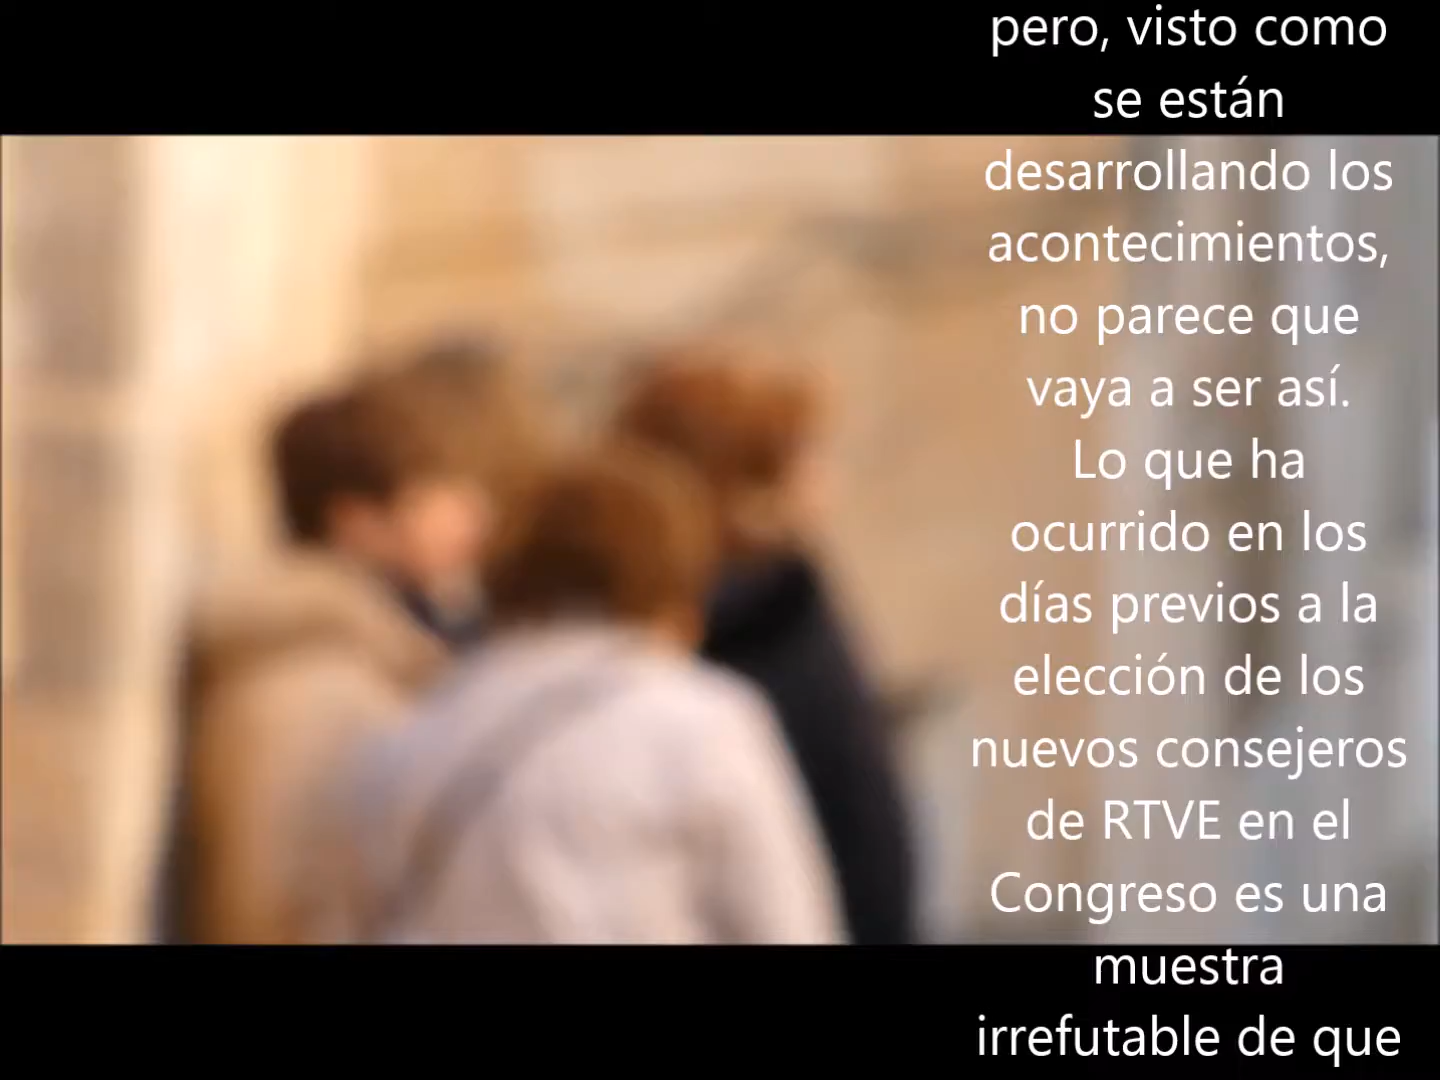 pero, visto como
se están
desarrollando los
acontecimientos,
no parece que
vaya a ser así.
Lo que ha
ocurrido en los
días previos a la
elección de los
nuevos consejeros
de RTVE en el
Congreso es una
muestra
irrefutable de que